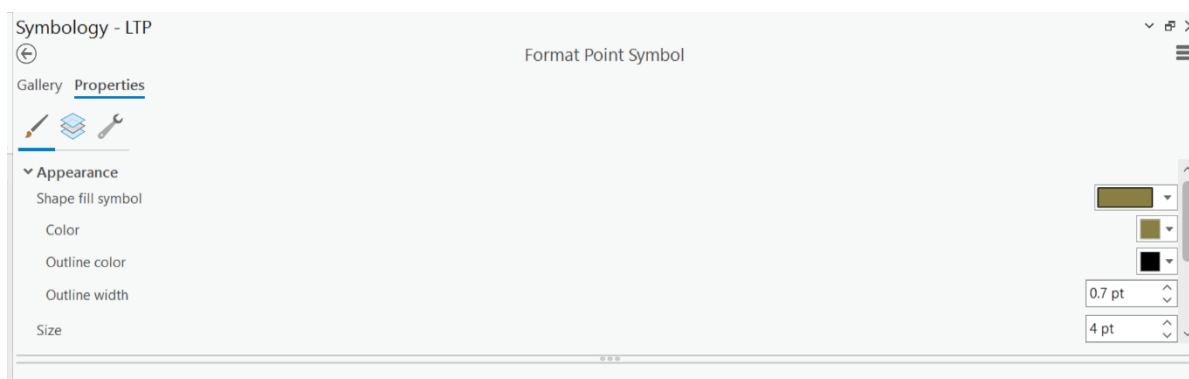 Symbology - LTP
Format Point Symbol
Gallery Properties
Appearance
Shape fill symbol
Color
Outline color
Outline width 0.7 pt
Size 4 pt